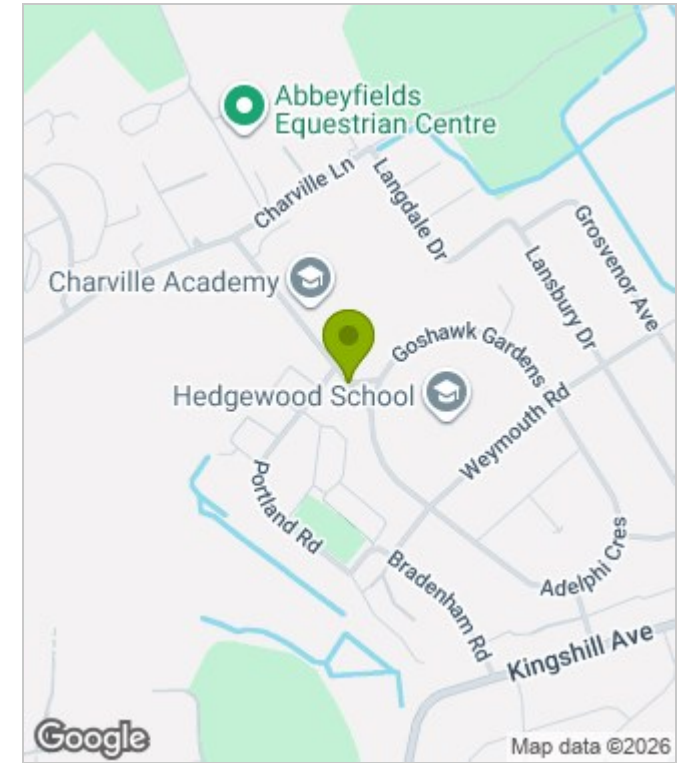 Abbeyfields
Equestrian Centre
Charville Ln
Langdale Dr
Grosvenor Ave
Lansbury Dr
Charville Academy
Goshawk Gardens
Hedgewood School
Weymouth Rd
Portland Rd
Bradenham Rd
Adelphi Cres
Kingshill Ave
Google
Map data ©2026